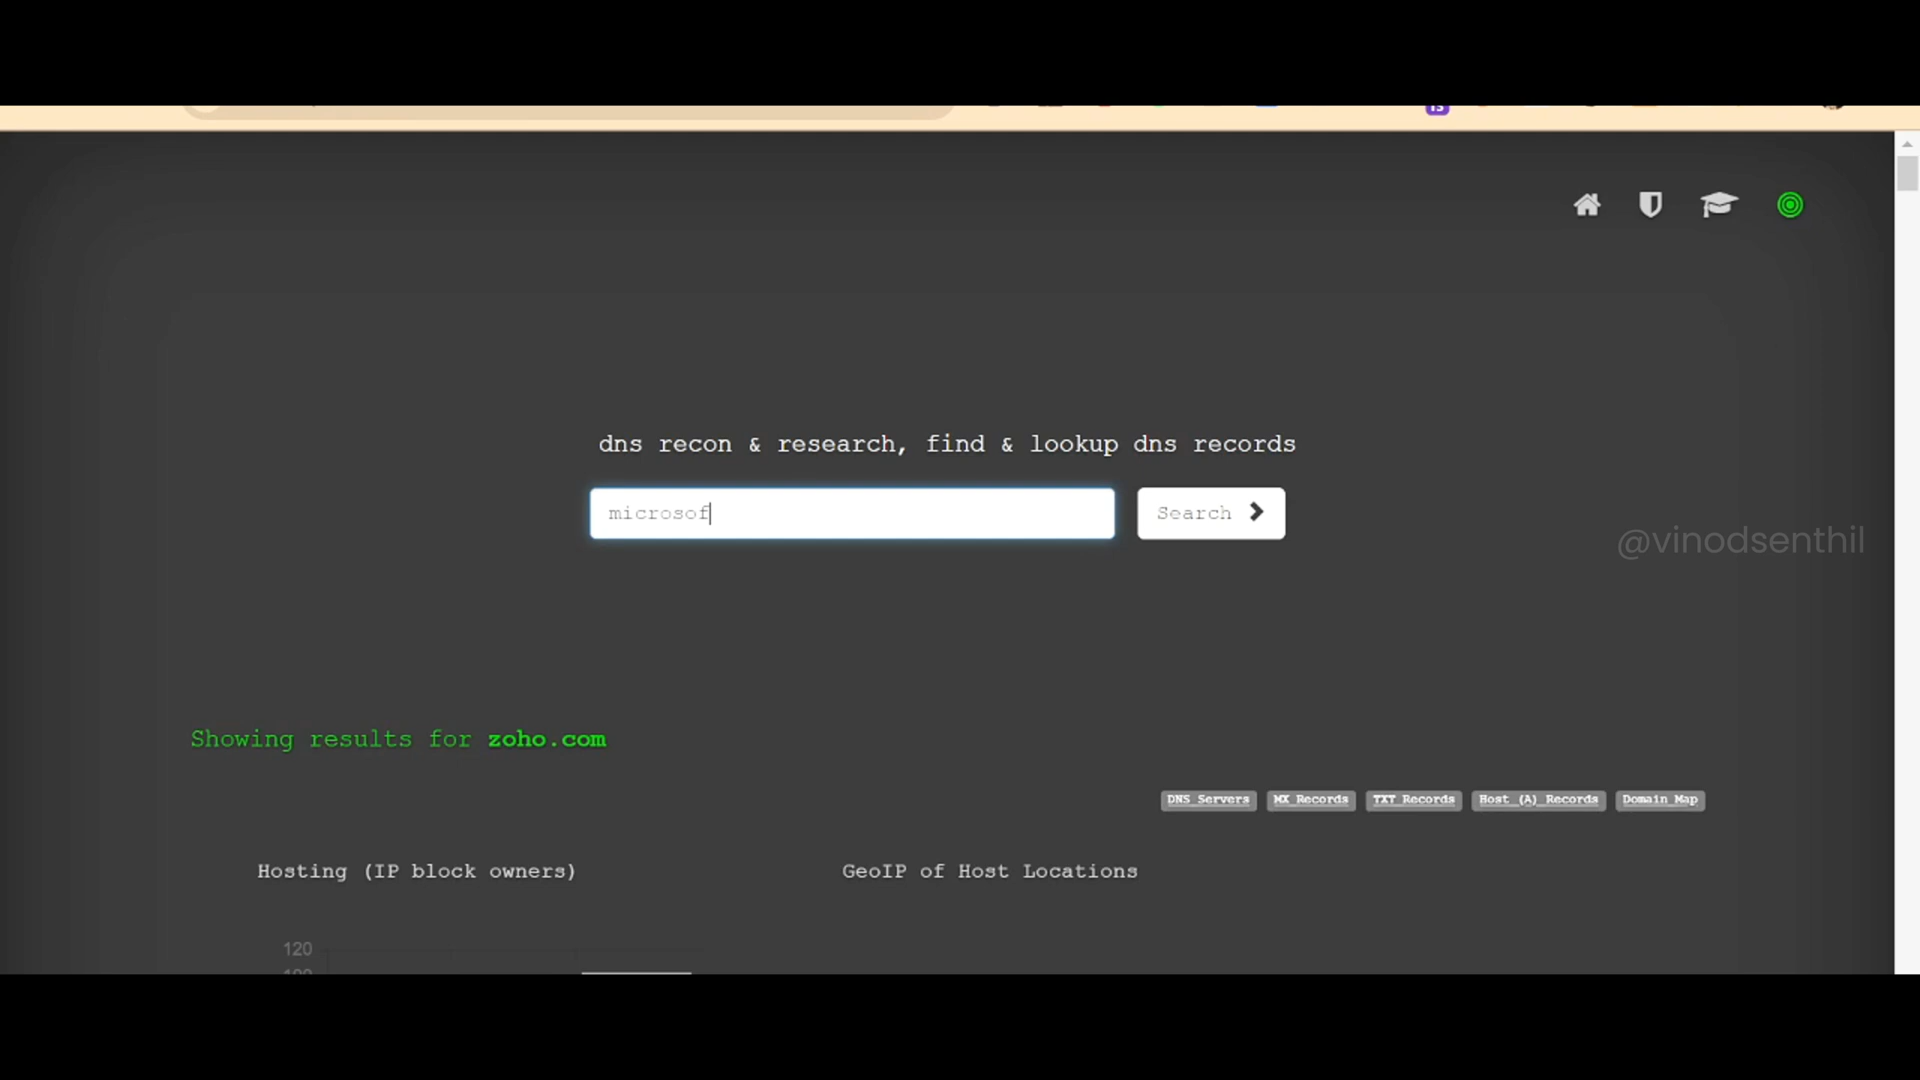 dns recon & research, find & lookup dns records
microsof
Search
@vinodsenthil
Showing results for zoho.com
DNS Servers
MX Records
TXT Records
Host (A) Records
Domain Map
Hosting (IP block owners)
GeoIP of Host Locations
120